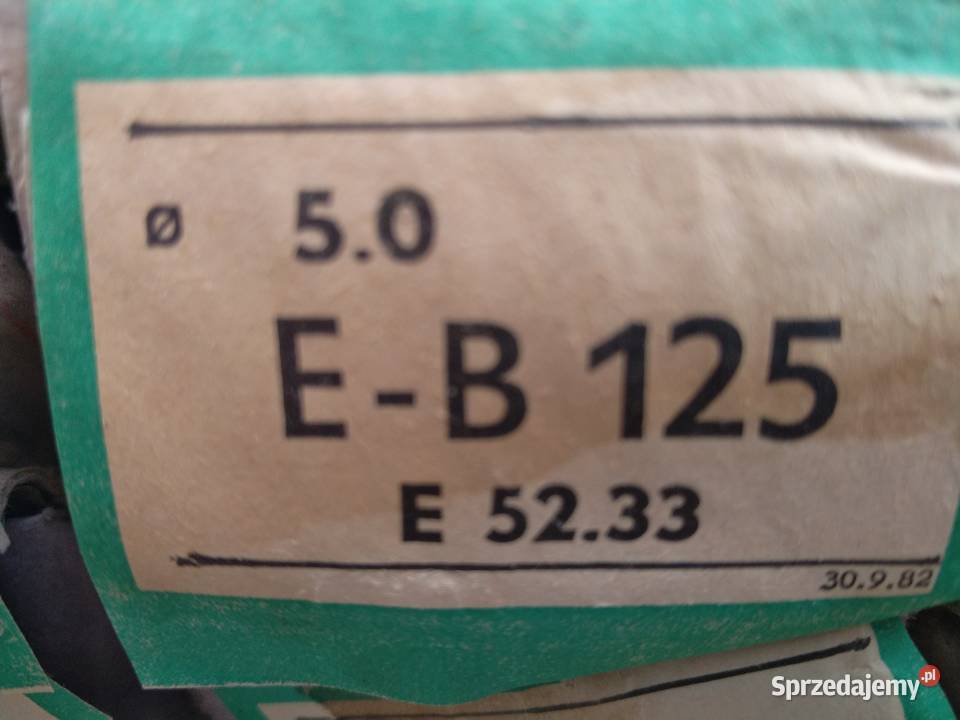 ø 5.0
E-B 125
E 52.33
30.9.82
Sprzedajemy.pl